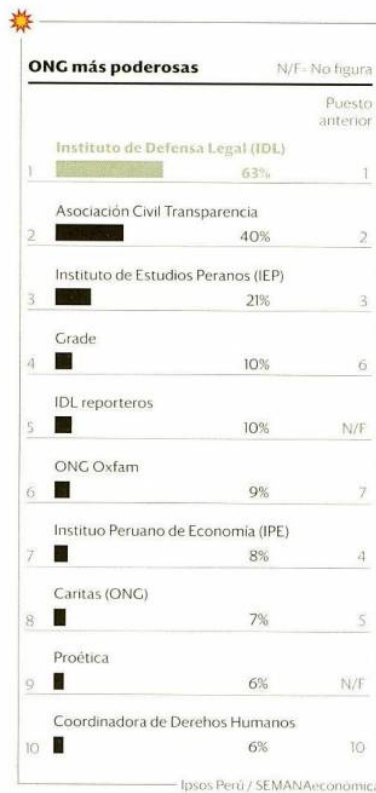 ONG más poderosas N/F= No figura
Puesto
anterior
Instituto de Defensa Legal (IDL)
1 63% 1
Asociación Civil Transparencia
2 40% 2
Instituto de Estudios Peranos (IEP)
3 21% 3
Grade
4 10% 6
IDL reporteros
5 10% N/F
ONG Oxfam
6 9% 7
Instituo Peruano de Economía (IPE)
7 8% 4
Caritas (ONG)
8 7% 5
Proética
9 6% N/F
Coordinadora de Derehos Humanos
10 6% 10
Ipsos Perú / SEMANAeconómica